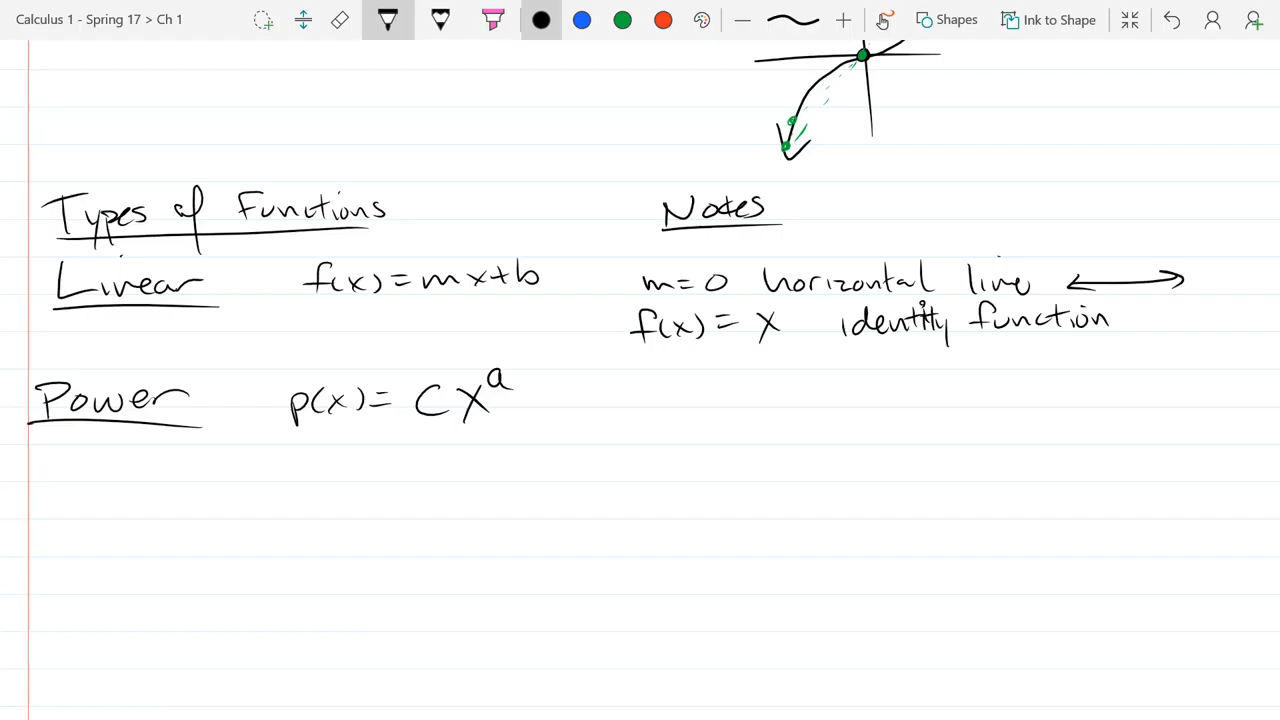 Calculus 1 - Spring 17 > Ch 1
Shapes
Ink to Shape
Types of Functions
Notes
Linear f(x) = mx+b m=0 horizontal line
f(x) = x identity function
Power p(x) = Cx^a